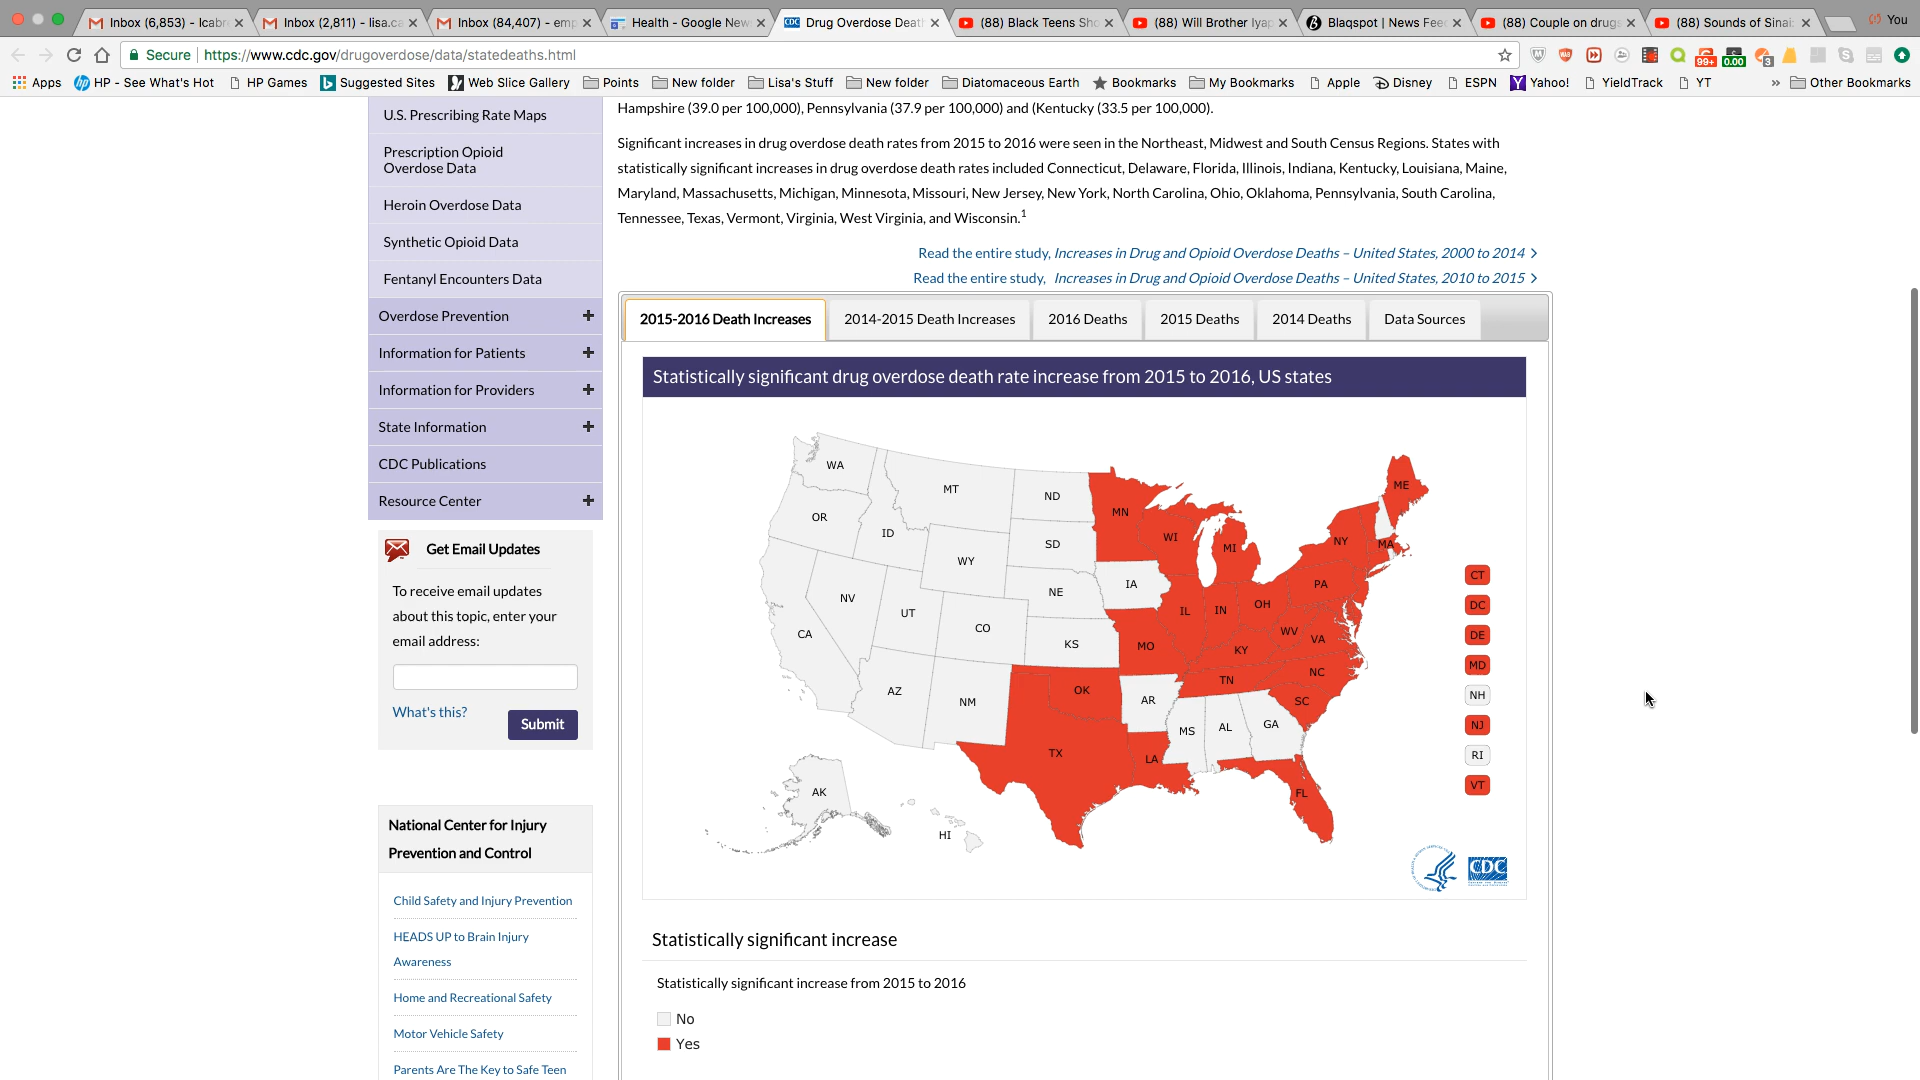 Inbox (6,853) - lcabre
Inbox (2,811) - lisa.ca
Inbox (84,407) - emp
Health - Google New
Drug Overdose Death
(88) Black Teens Sho
(88) Will Brother Iyap
Blaqspot | News Fee
(88) Couple on drugs
(88) Sounds of Sinai
You
Secure https://www.cdc.gov/drugoverdose/data/statedeaths.html
99+
0.00
3
Apps
HP - See What's Hot
HP Games
Suggested Sites
Web Slice Gallery
Points
New folder
Lisa's Stuff
New folder
Diatomaceous Earth
Bookmarks
My Bookmarks
Apple
Disney
ESPN
Yahoo!
YieldTrack
YT
»
Other Bookmarks
U.S. Prescribing Rate Maps
Prescription Opioid
Overdose Data
Heroin Overdose Data
Synthetic Opioid Data
Fentanyl Encounters Data
Overdose Prevention +
Information for Patients +
Information for Providers +
State Information +
CDC Publications
Resource Center +
Get Email Updates
To receive email updates
about this topic, enter your
email address:
What's this?
Submit
National Center for Injury
Prevention and Control
Child Safety and Injury Prevention
HEADS UP to Brain Injury
Awareness
Home and Recreational Safety
Motor Vehicle Safety
Parents Are The Key to Safe Teen
Hampshire (39.0 per 100,000), Pennsylvania (37.9 per 100,000) and (Kentucky (33.5 per 100,000).
Significant increases in drug overdose death rates from 2015 to 2016 were seen in the Northeast, Midwest and South Census Regions. States with
statistically significant increases in drug overdose death rates included Connecticut, Delaware, Florida, Illinois, Indiana, Kentucky, Louisiana, Maine,
Maryland, Massachusetts, Michigan, Minnesota, Missouri, New Jersey, New York, North Carolina, Ohio, Oklahoma, Pennsylvania, South Carolina,
Tennessee, Texas, Vermont, Virginia, West Virginia, and Wisconsin.1
Read the entire study, Increases in Drug and Opioid Overdose Deaths – United States, 2000 to 2014
Read the entire study, Increases in Drug and Opioid Overdose Deaths – United States, 2010 to 2015
2015-2016 Death Increases
2014-2015 Death Increases
2016 Deaths
2015 Deaths
2014 Deaths
Data Sources
Statistically significant drug overdose death rate increase from 2015 to 2016, US states
WA
MT
ND
MN
ME
OR
ID
SD
WI
MI
NY
MA
WY
IA
PA
NE
NV
UT
IL
IN
OH
CO
CA
KS
MO
WV
VA
KY
NC
AZ
NM
OK
AR
TN
SC
MS
AL
GA
TX
LA
FL
AK
HI
CT
DC
DE
MD
NH
NJ
RI
VT
CDC
Statistically significant increase
Statistically significant increase from 2015 to 2016
No
Yes